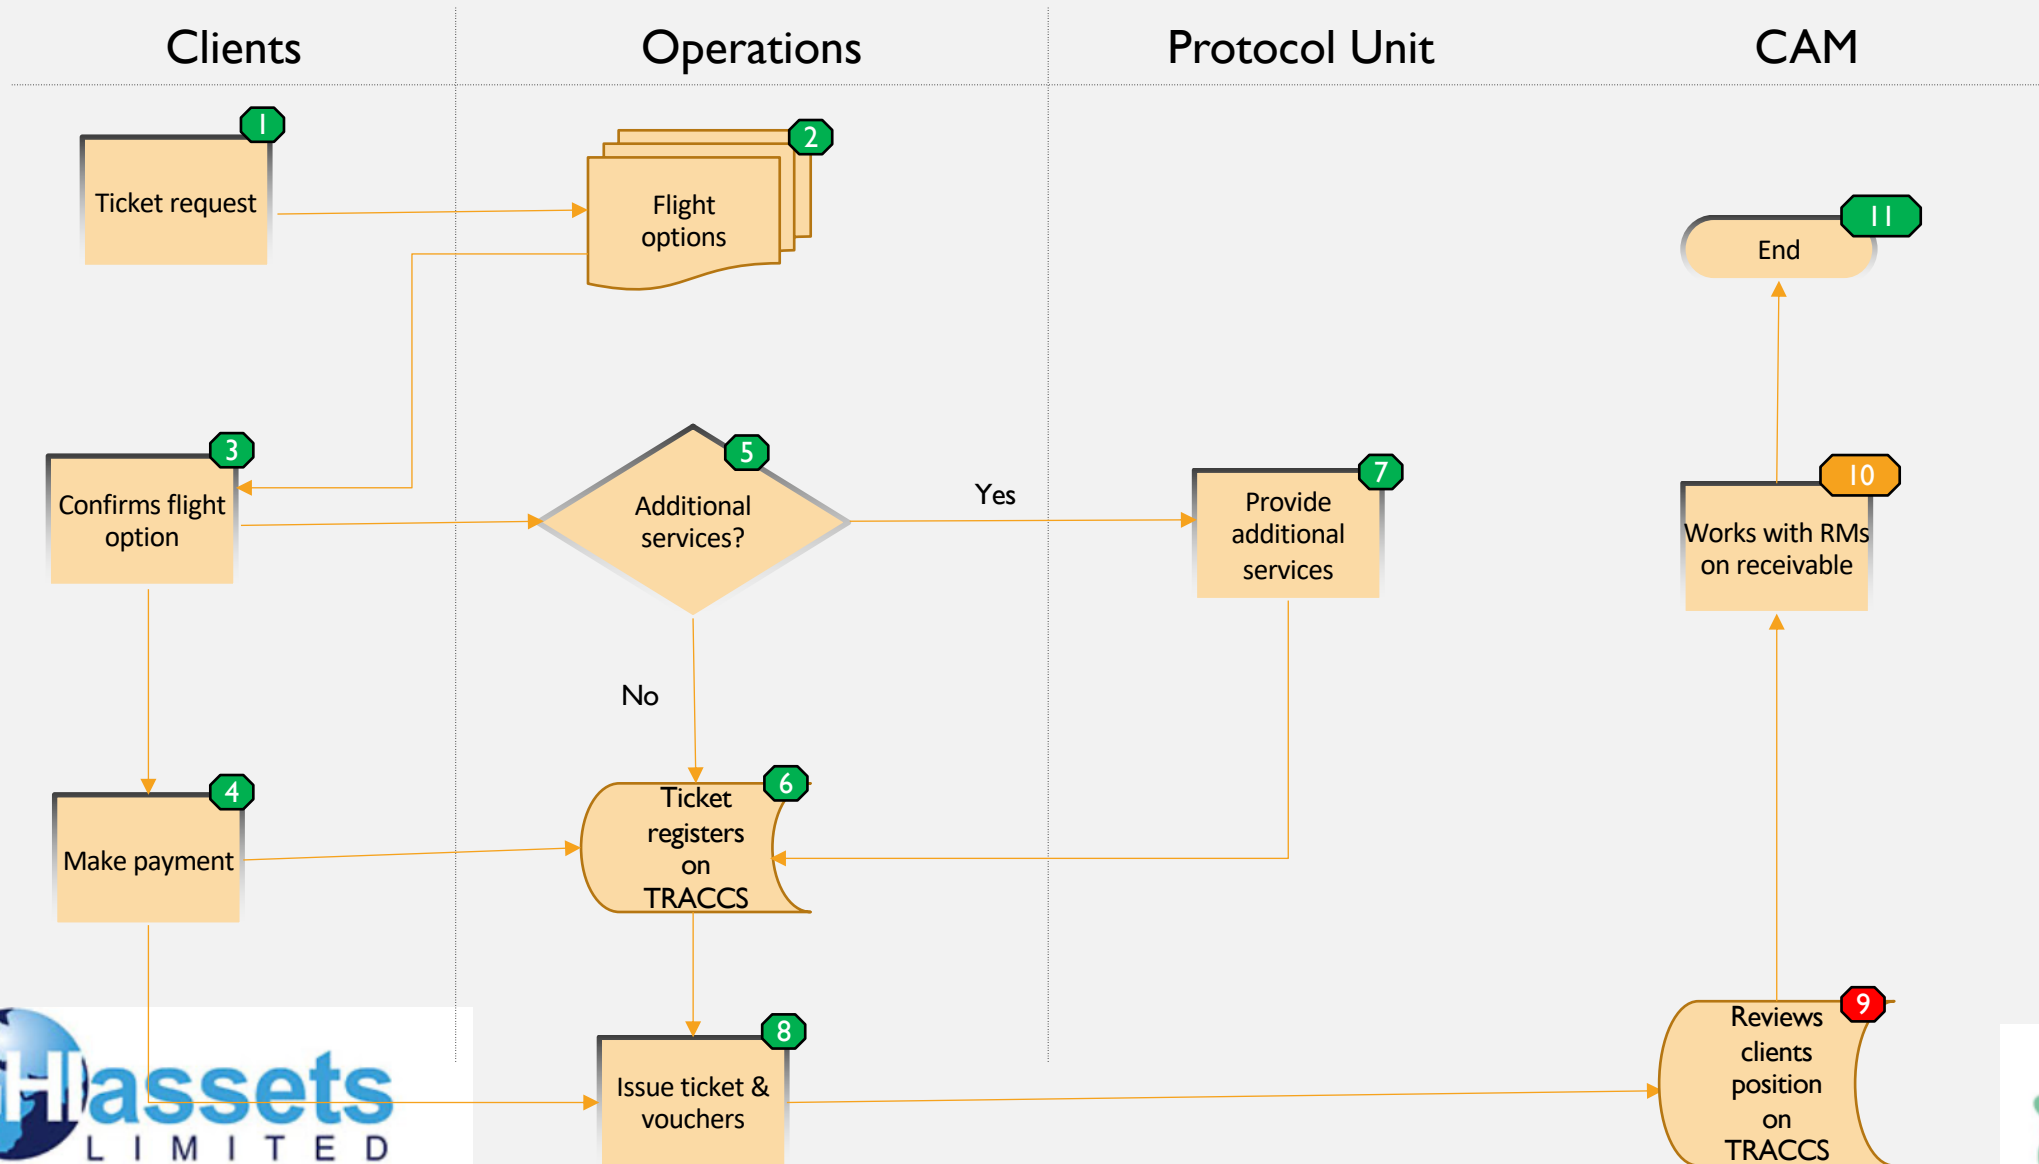 Clients
Operations
Protocol Unit
CAM
1
Ticket request
2
Flight
options
11
End
3
Confirms flight
option
5
Additional
services?
Yes
7
Provide
additional
services
10
Works with RMs
on receivable
No
4
Make payment
6
Ticket
registers
on
TRACCS
8
Issue ticket &
vouchers
9
Reviews
clients
position
on
TRACCS
assets
LIMITED